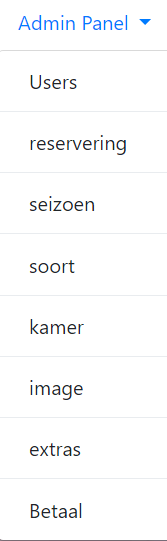 Admin Panel
Users
reservering
seizoen
soort
kamer
image
extras
Betaal